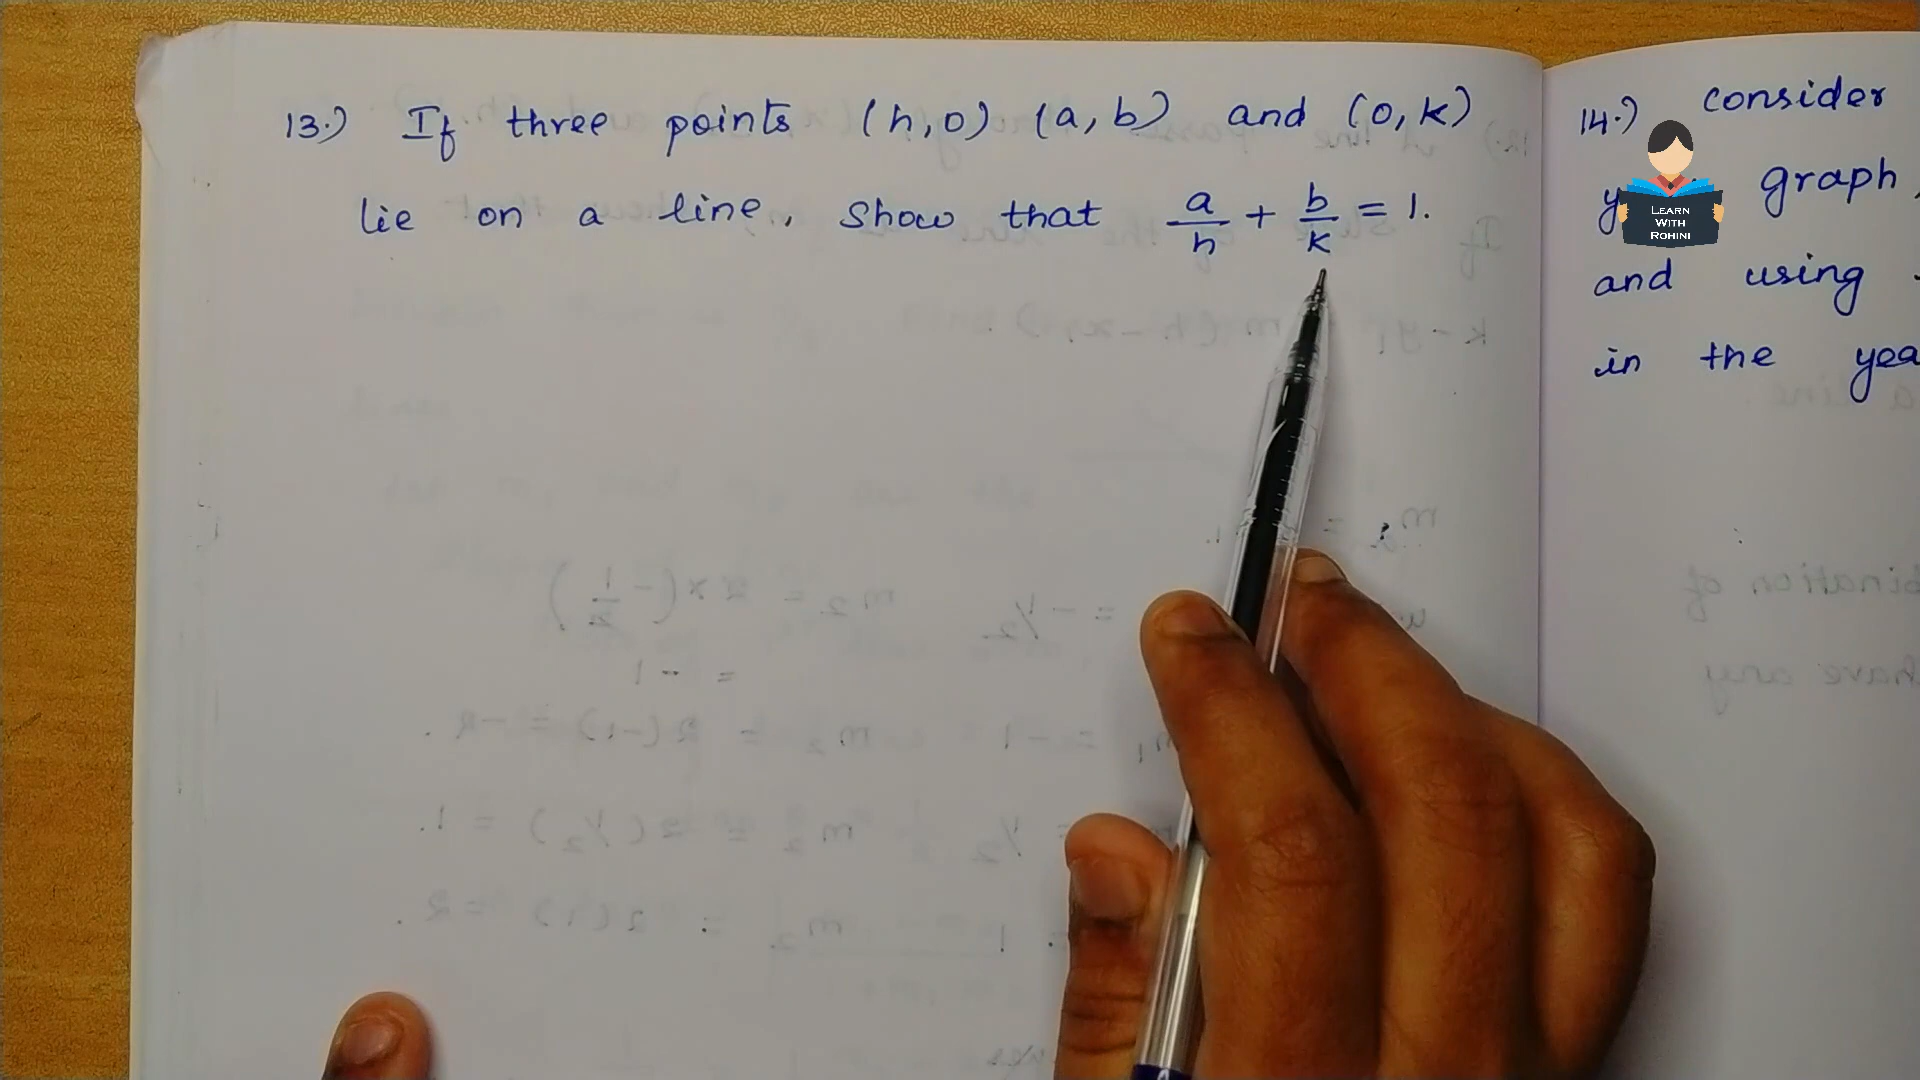 13.) If three points (h,0) (a,b) and (0,k)
lie on a line, show that a/h + b/k = 1.
14.) consider
graph,
and using
in the yea
LEARN
WITH
ROHINI